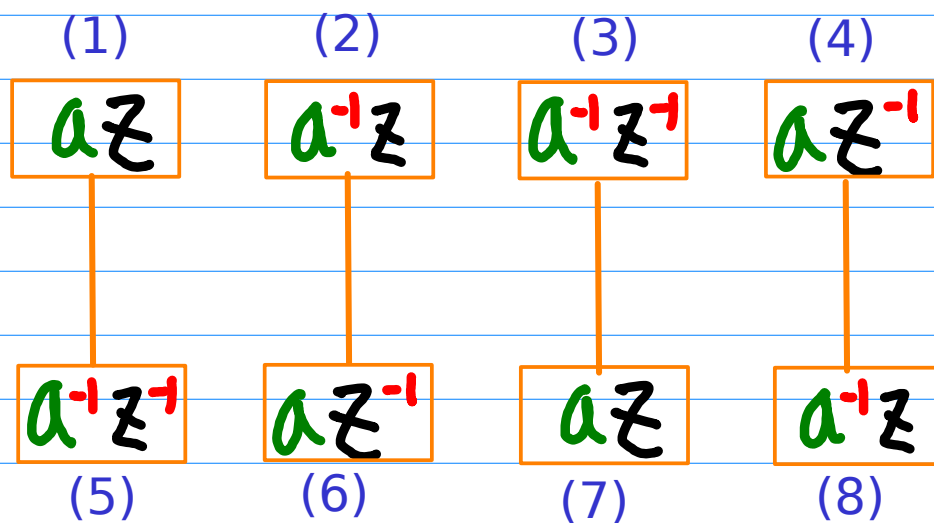 (1) (2) (3) (4)
az a⁻¹z a⁻¹z⁻¹ az⁻¹
a⁻¹z⁻¹ az⁻¹ az a⁻¹z
(5) (6) (7) (8)